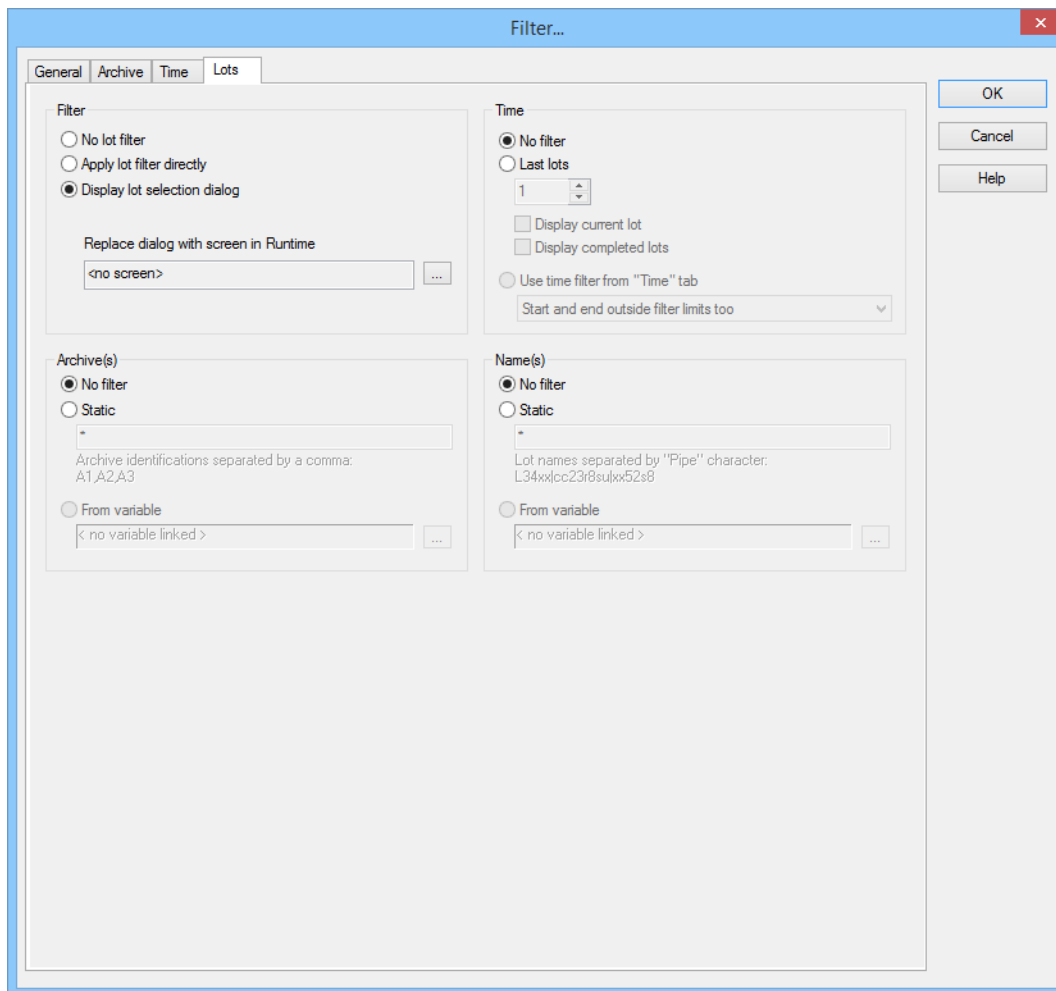 Filter...
General Archive Time Lots
Filter
No lot filter
Apply lot filter directly
Display lot selection dialog
Replace dialog with screen in Runtime
<no screen>
...
Time
No filter
Last lots
1
Display current lot
Display completed lots
Use time filter from "Time" tab
Start and end outside filter limits too
Archive(s)
No filter
Static
*
Archive identifications separated by a comma:
A1,A2,A3
From variable
< no variable linked >
...
Name(s)
No filter
Static
*
Lot names separated by "Pipe" character:
L34xx|cc23r8su|xx52s8
From variable
< no variable linked >
...
OK
Cancel
Help